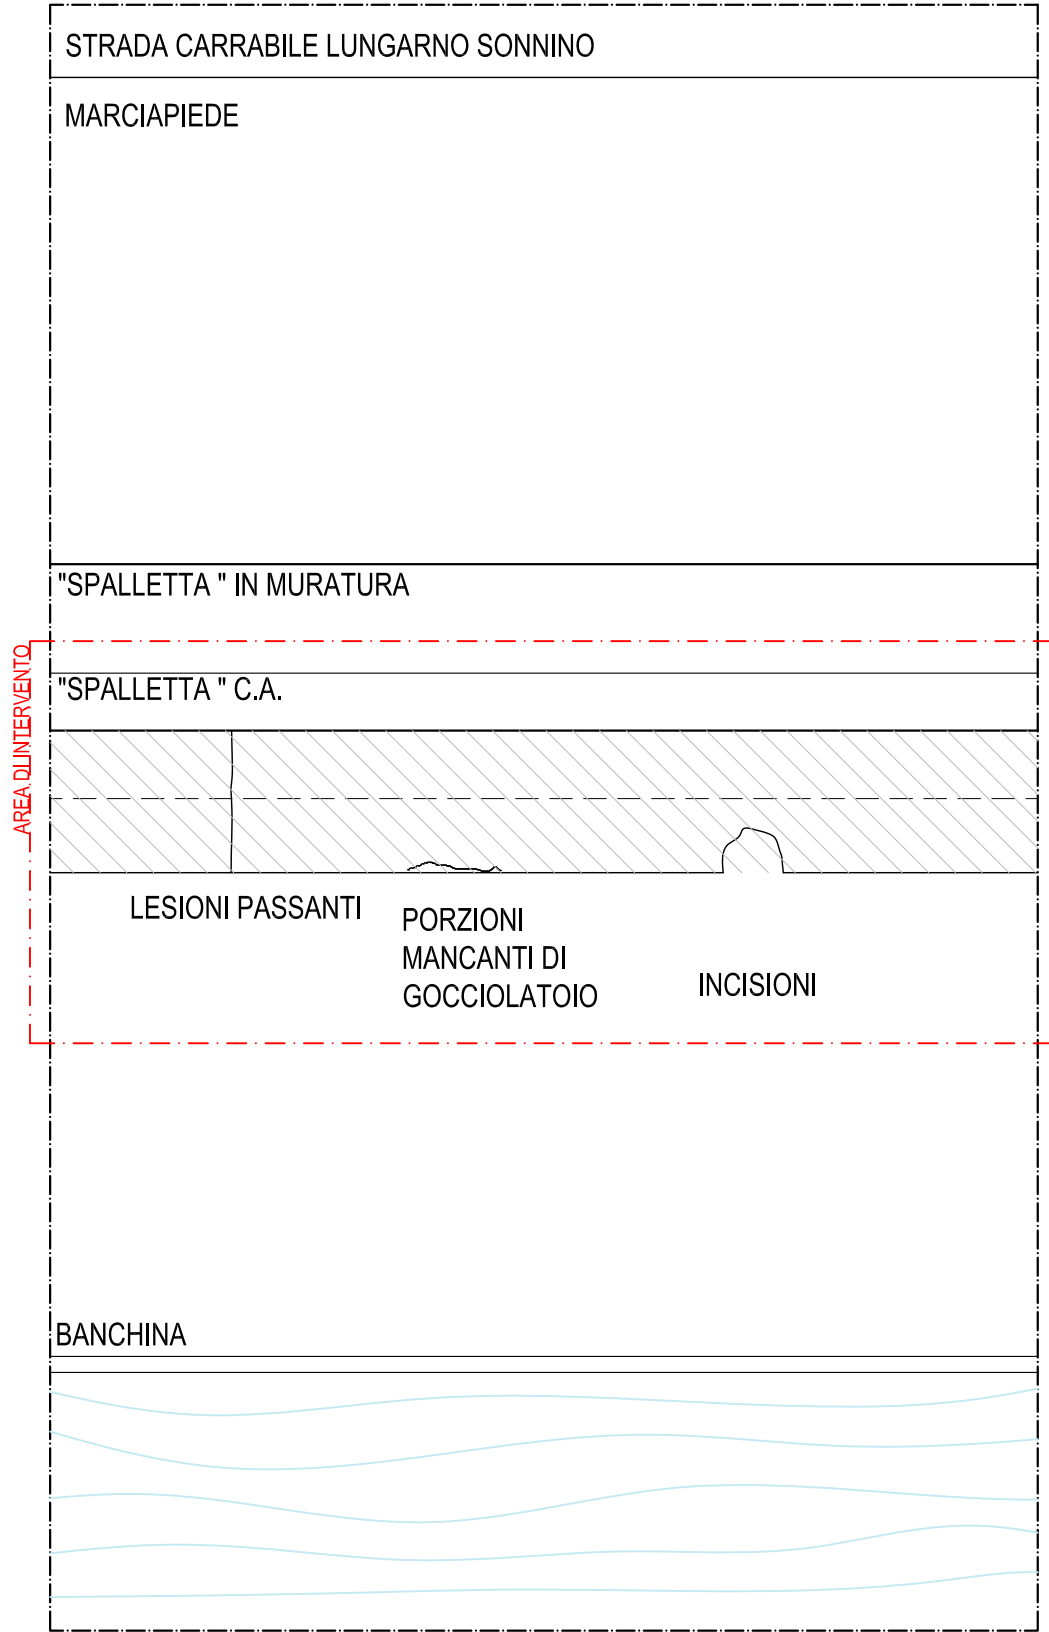 STRADA CARRABILE LUNGARNO SONNINO
MARCIAPIEDE
"SPALLETTA " IN MURATURA
AREA DI INTERVENTO
"SPALLETTA " C.A.
LESIONI PASSANTI
PORZIONI
MANCANTI DI
GOCCIOLATOIO
INCISIONI
BANCHINA